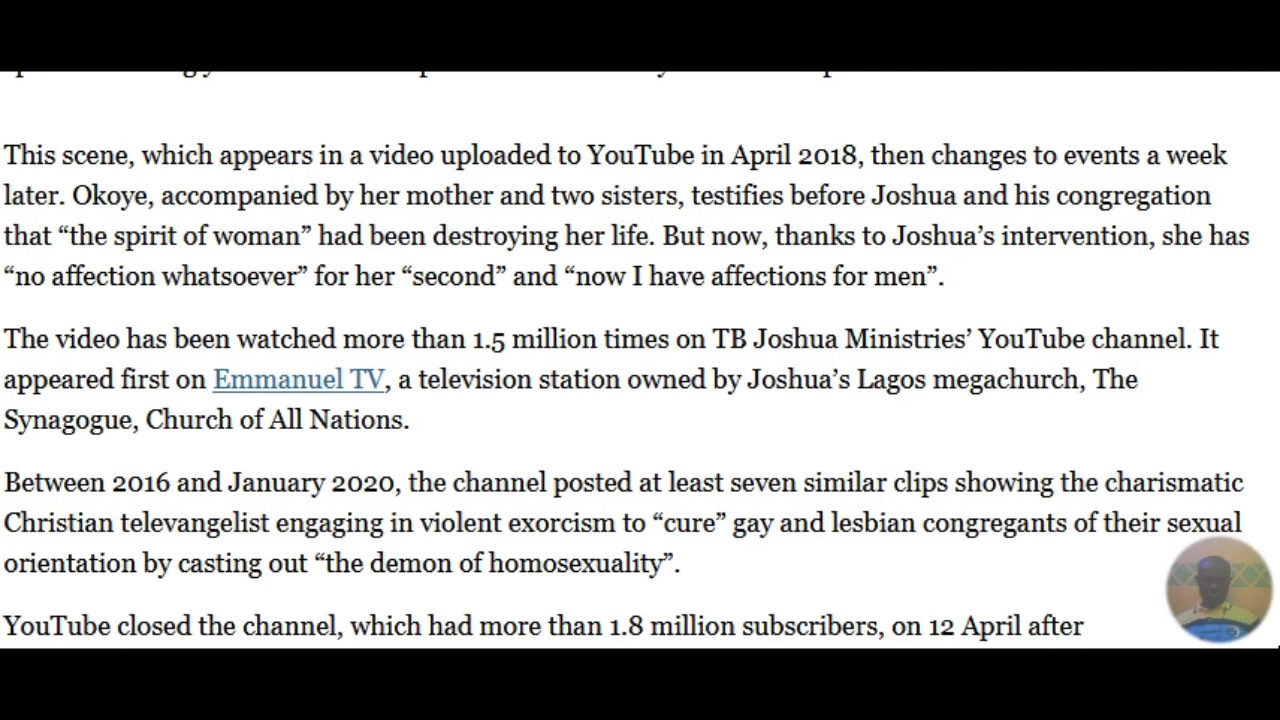 This scene, which appears in a video uploaded to YouTube in April 2018, then changes to events a week
later. Okoye, accompanied by her mother and two sisters, testifies before Joshua and his congregation
that “the spirit of woman” had been destroying her life. But now, thanks to Joshua’s intervention, she has
“no affection whatsoever” for her “second” and “now I have affections for men”.
The video has been watched more than 1.5 million times on TB Joshua Ministries’ YouTube channel. It
appeared first on Emmanuel TV, a television station owned by Joshua’s Lagos megachurch, The
Synagogue, Church of All Nations.
Between 2016 and January 2020, the channel posted at least seven similar clips showing the charismatic
Christian televangelist engaging in violent exorcism to “cure” gay and lesbian congregants of their sexual
orientation by casting out “the demon of homosexuality”.
YouTube closed the channel, which had more than 1.8 million subscribers, on 12 April after